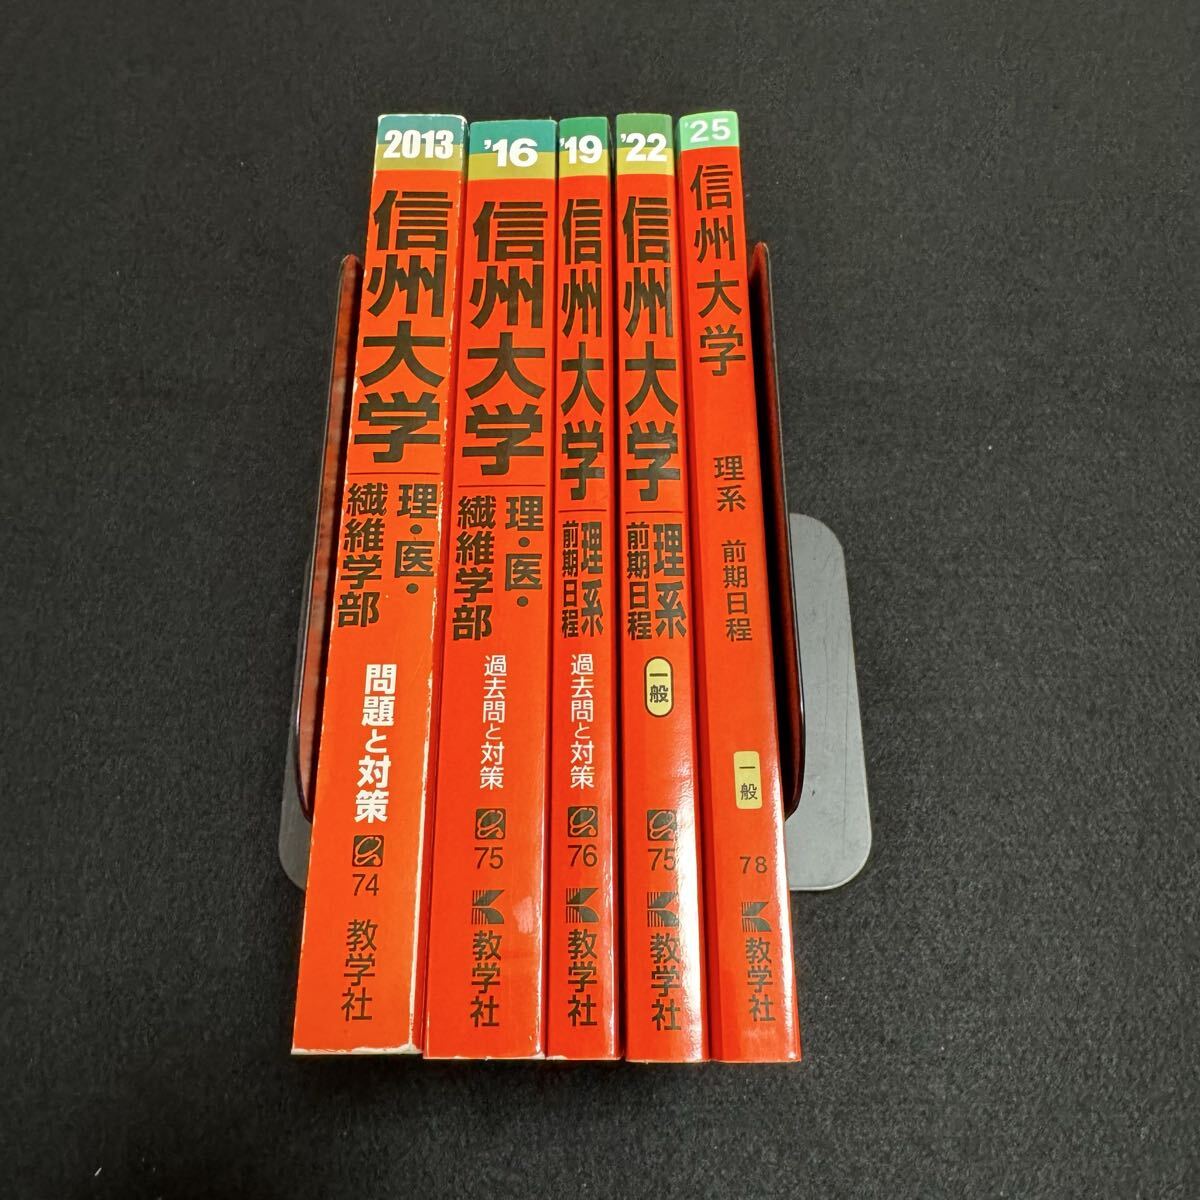 2013
信州大学
理・医・
繊維学部
問題と対策
74
教学社
'16
信州大学
理・医・
繊維学部
過去問と対策
75
教学社
'19
信州大学
理系
前期日程
過去問と対策
76
教学社
'22
信州大学
理系
前期日程
一般
75
教学社
'25
信州大学
理系 前期日程
一般
78
教学社